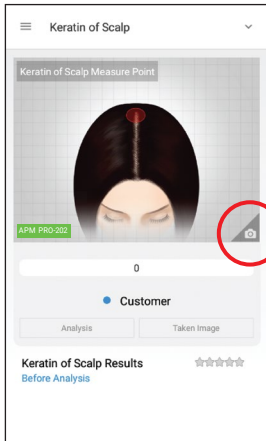 Keratin of Scalp
Keratin of Scalp Measure Point
APM PRO-202
0
Customer
Analysis
Taken Image
Keratin of Scalp Results
Before Analysis